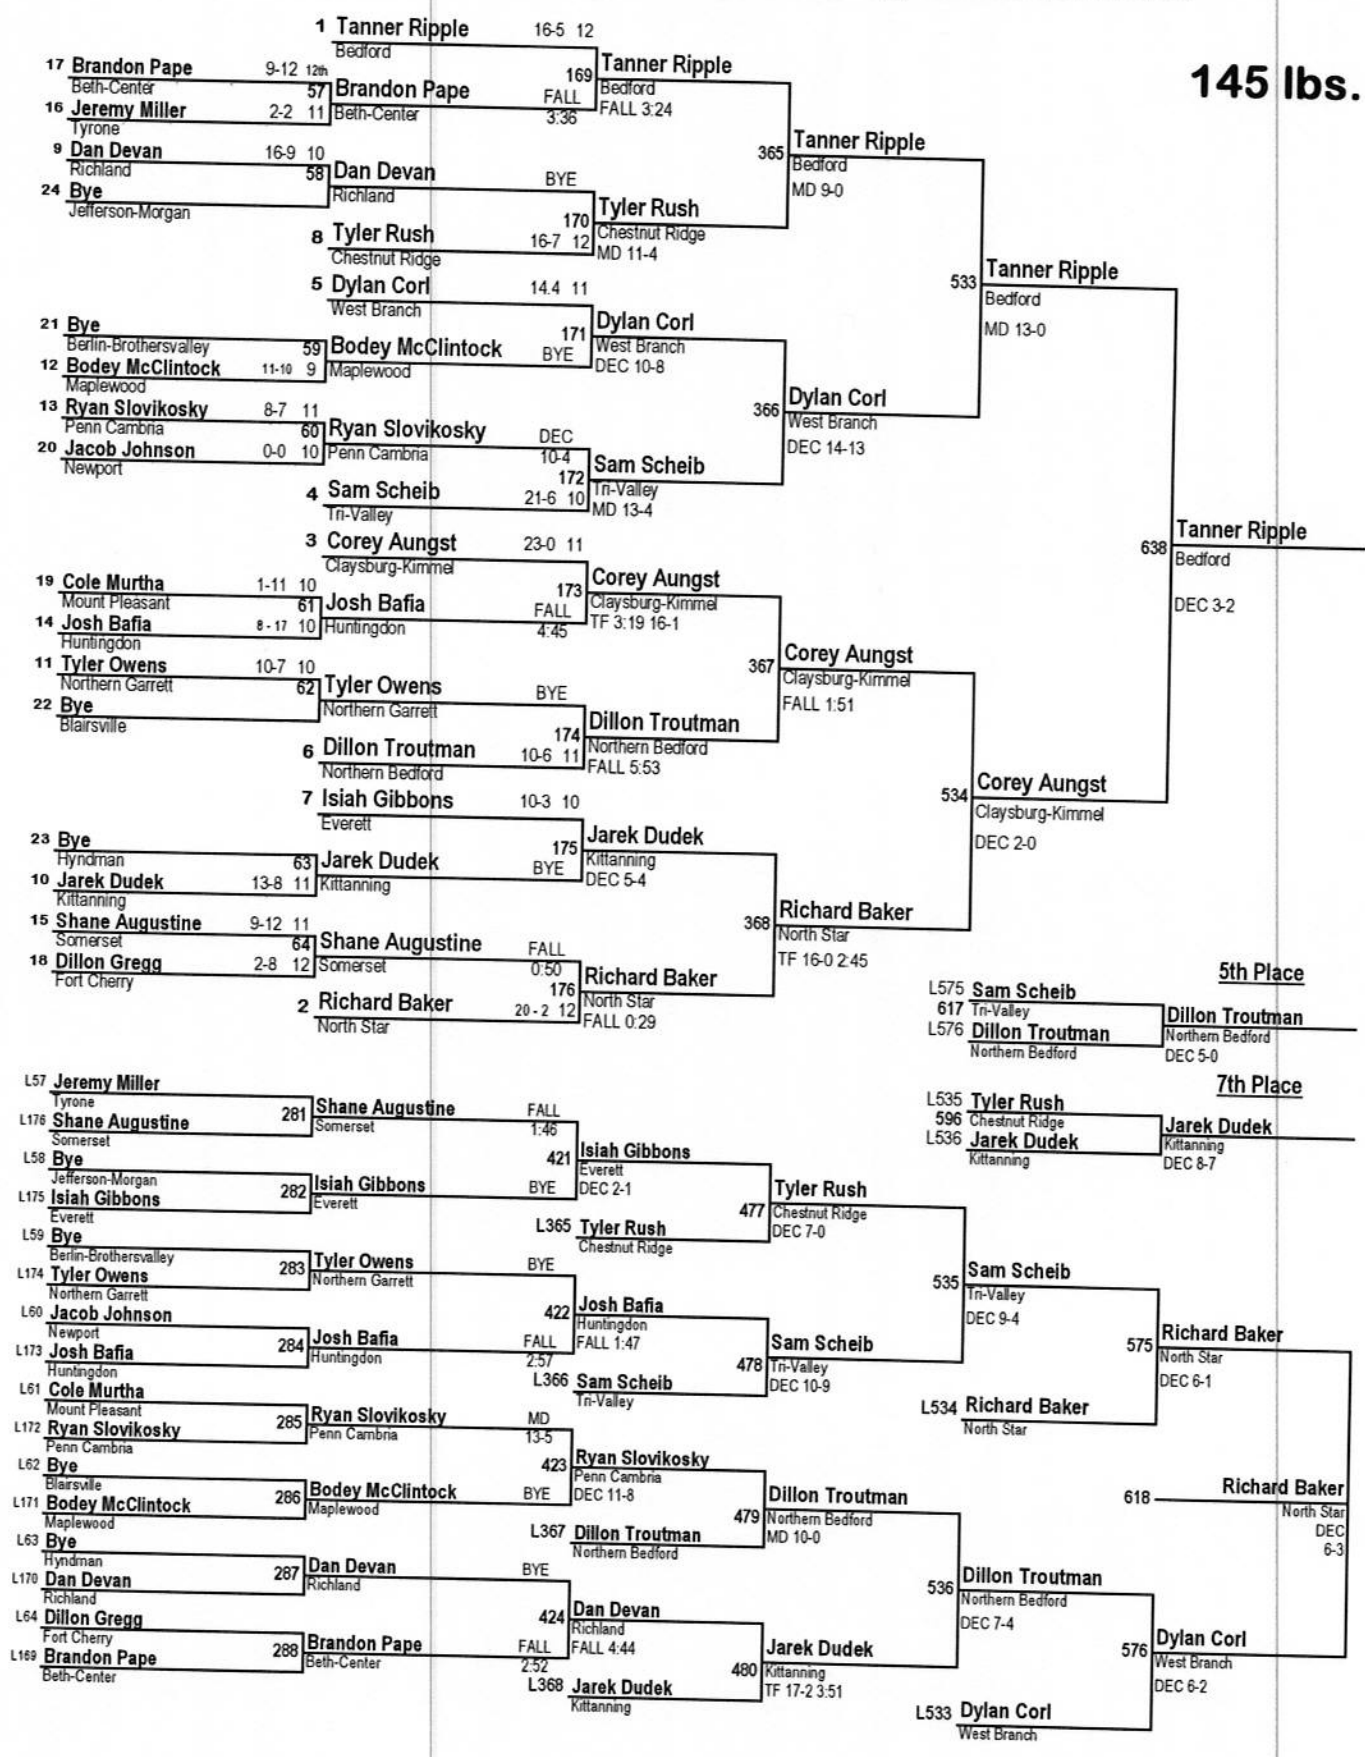 145 lbs.
1 Tanner Ripple 16-5 12
Bedford
17 Brandon Pape 9-12 12th
Beth-Center
57 Brandon Pape
Beth-Center
16 Jeremy Miller 2-2 11
Tyrone
169 Tanner Ripple
Bedford
FALL 3:24
FALL
3:36
9 Dan Devan 16-9 10
Richland
58 Dan Devan BYE
Richland
24 Bye
Jefferson-Morgan
8 Tyler Rush 16-7 12
Chestnut Ridge
170 Tyler Rush
Chestnut Ridge
MD 11-4
365 Tanner Ripple
Bedford
MD 9-0
5 Dylan Corl 14.4 11
West Branch
21 Bye
Berlin-Brothersvalley
59 Bodey McClintock BYE
Maplewood
12 Bodey McClintock 11-10 9
Maplewood
171 Dylan Corl
West Branch
DEC 10-8
13 Ryan Slovikosky 8-7 11
Penn Cambria
60 Ryan Slovikosky DEC
Penn Cambria 10-4
20 Jacob Johnson 0-0 10
Newport
4 Sam Scheib 21-6 10
Tri-Valley
172 Sam Scheib
Tri-Valley
MD 13-4
366 Dylan Corl
West Branch
DEC 14-13
533 Tanner Ripple
Bedford
MD 13-0
3 Corey Aungst 23-0 11
Claysburg-Kimmel
19 Cole Murtha 1-11 10
Mount Pleasant
61 Josh Bafia FALL
Huntingdon 4:45
14 Josh Bafia 8-17 10
Huntingdon
173 Corey Aungst
Claysburg-Kimmel
TF 3:19 16-1
11 Tyler Owens 10-7 10
Northern Garrett
62 Tyler Owens BYE
Northern Garrett
22 Bye
Blairsville
6 Dillon Troutman 10-6 11
Northern Bedford
174 Dillon Troutman
Northern Bedford
FALL 5:53
367 Corey Aungst
Claysburg-Kimmel
FALL 1:51
7 Isiah Gibbons 10-3 10
Everett
23 Bye
Hyndman
63 Jarek Dudek BYE
Kittanning
10 Jarek Dudek 13-8 11
Kittanning
175 Jarek Dudek
Kittanning
DEC 5-4
15 Shane Augustine 9-12 11
Somerset
64 Shane Augustine FALL
Somerset 0:50
18 Dillon Gregg 2-8 12
Fort Cherry
2 Richard Baker 20-2 12
North Star
176 Richard Baker
North Star
FALL 0:29
368 Richard Baker
North Star
TF 16-0 2:45
534 Corey Aungst
Claysburg-Kimmel
DEC 2-0
638 Tanner Ripple
Bedford
DEC 3-2
5th Place
L575 Sam Scheib
617 Tri-Valley
L576 Dillon Troutman
Northern Bedford
Dillon Troutman
Northern Bedford
DEC 5-0
7th Place
L535 Tyler Rush
596 Chestnut Ridge
L536 Jarek Dudek
Kittanning
Jarek Dudek
Kittanning
DEC 8-7
L57 Jeremy Miller
Tyrone
281 Shane Augustine FALL
Somerset 1:46
L176 Shane Augustine
Somerset
L58 Bye
Jefferson-Morgan
282 Isiah Gibbons BYE
Everett
L175 Isiah Gibbons
Everett
421 Isiah Gibbons
Everett
DEC 2-1
L365 Tyler Rush
Chestnut Ridge
477 Tyler Rush
Chestnut Ridge
DEC 7-0
L59 Bye
Berlin-Brothersvalley
283 Tyler Owens BYE
Northern Garrett
L174 Tyler Owens
Northern Garrett
L60 Jacob Johnson
Newport
284 Josh Bafia FALL
Huntingdon 2:57
L173 Josh Bafia
Huntingdon
422 Josh Bafia
Huntingdon
FALL 1:47
L366 Sam Scheib
Tri-Valley
478 Sam Scheib
Tri-Valley
DEC 10-9
535 Sam Scheib
Tri-Valley
DEC 9-4
L534 Richard Baker
North Star
575 Richard Baker
North Star
DEC 6-1
L61 Cole Murtha
Mount Pleasant
285 Ryan Slovikosky MD
Penn Cambria 13-5
L172 Ryan Slovikosky
Penn Cambria
L62 Bye
Blairsville
286 Bodey McClintock BYE
Maplewood
L171 Bodey McClintock
Maplewood
423 Ryan Slovikosky
Penn Cambria
DEC 11-8
L367 Dillon Troutman
Northern Bedford
479 Dillon Troutman
Northern Bedford
MD 10-0
L63 Bye
Hyndman
287 Dan Devan BYE
Richland
L170 Dan Devan
Richland
L64 Dillon Gregg
Fort Cherry
288 Brandon Pape FALL
Beth-Center 2:52
L169 Brandon Pape
Beth-Center
424 Dan Devan
Richland
FALL 4:44
L368 Jarek Dudek
Kittanning
480 Jarek Dudek
Kittanning
TF 17-2 3:51
536 Dillon Troutman
Northern Bedford
DEC 7-4
L533 Dylan Corl
West Branch
576 Dylan Corl
West Branch
DEC 6-2
618 Richard Baker
North Star
DEC
6-3